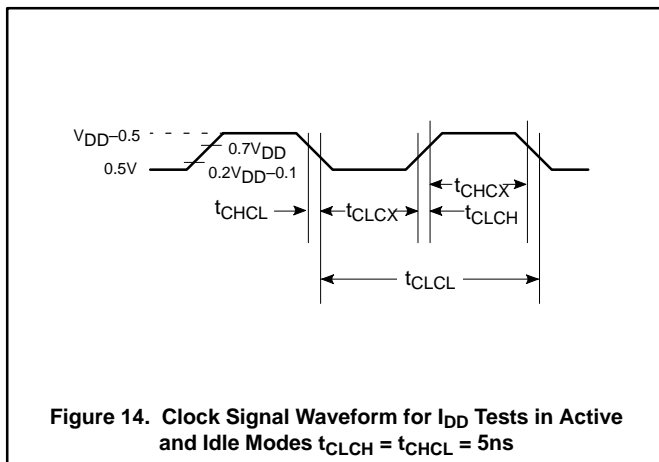 VDD–0.5
0.7VDD
0.5V
0.2VDD–0.1
tCHCX
tCHCL
tCLCX
tCLCH
tCLCL
Figure 14. Clock Signal Waveform for IDD Tests in Active
and Idle Modes tCLCH = tCHCL = 5ns